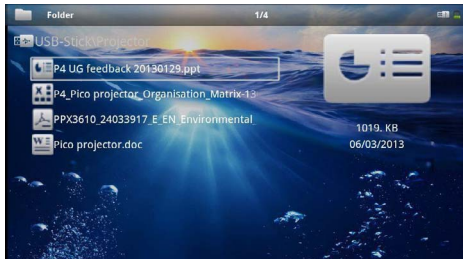 Folder
1/4
USB-Stick\Projector
P4 UG feedback 20130129.ppt
P4_Pico projector_Organisation_Matrix-13
PPX3610_24033917_E_EN_Environmental
Pico projector.doc
1019. KB
06/03/2013